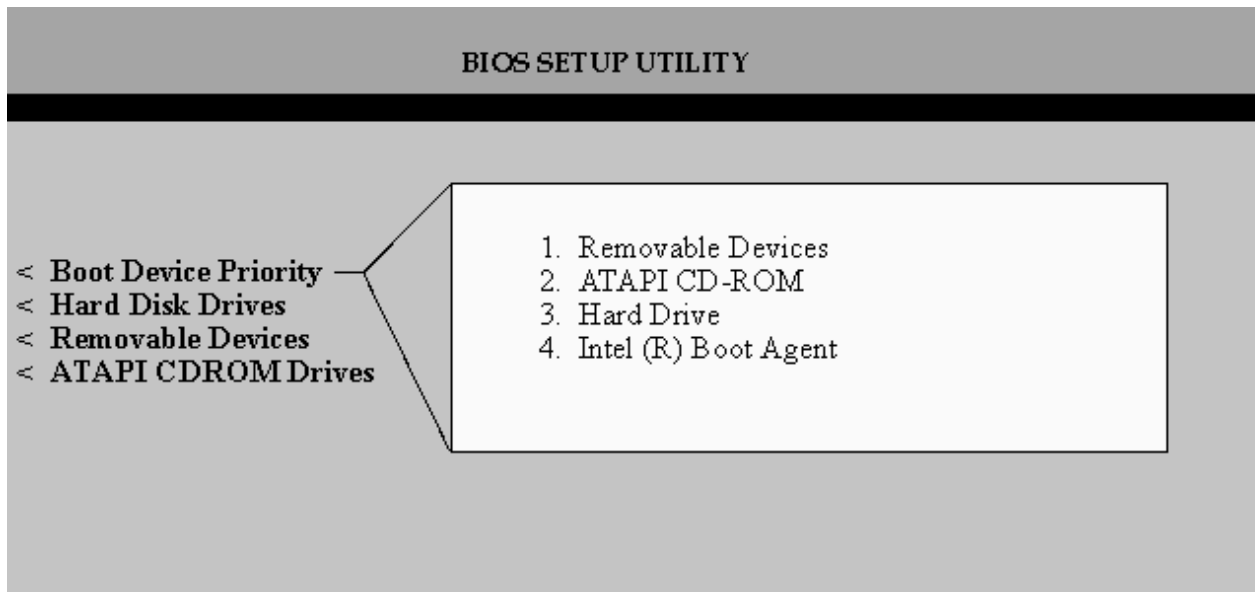 BIOS SETUP UTILITY
< Boot Device Priority
< Hard Disk Drives
< Removable Devices
< ATAPI CDROM Drives
1. Removable Devices
2. ATAPI CD-ROM
3. Hard Drive
4. Intel (R) Boot Agent